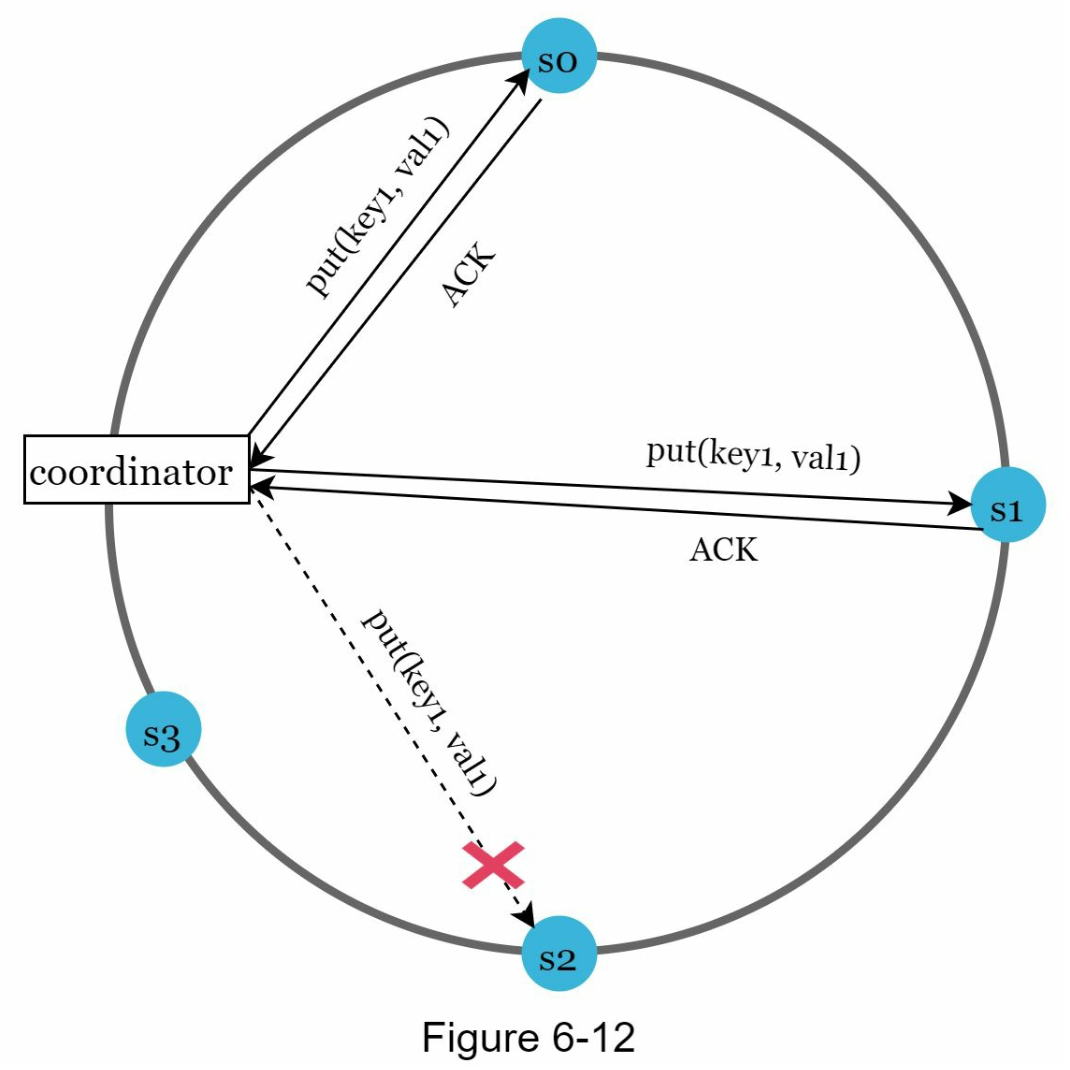 s0
put(key1, val1)
ACK
coordinator
put(key1, val1)
s1
ACK
put(key1, val1)
s3
s2
Figure 6-12